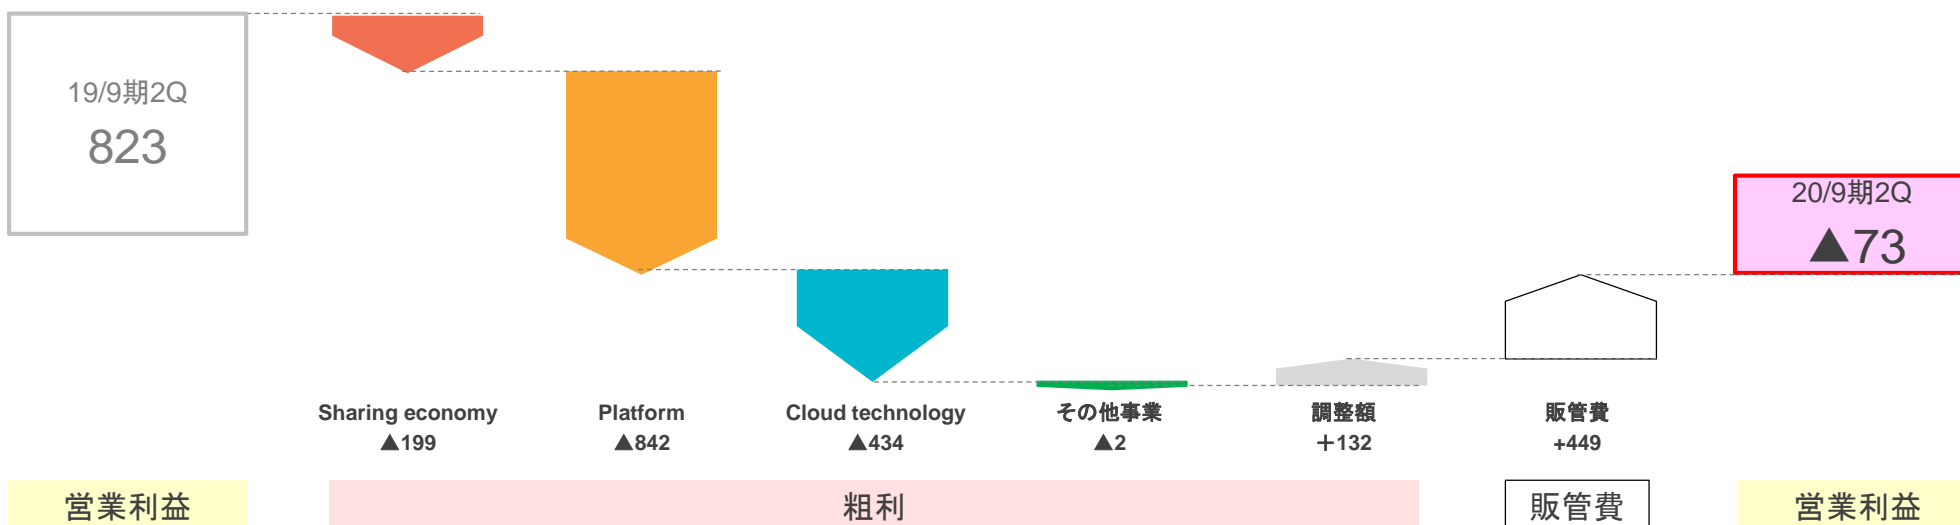 19/9期2Q
823
20/9期2Q
▲73
Sharing economy
▲199
Platform
▲842
Cloud technology
▲434
その他事業
▲2
調整額
＋132
販管費
+449
営業利益
粗利
販管費
営業利益